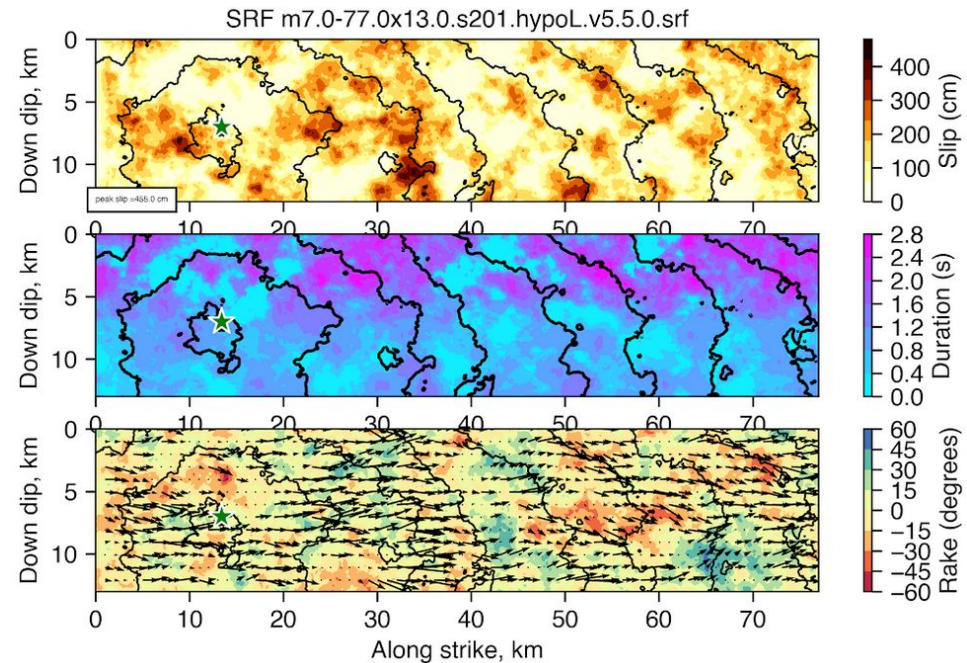 SRF m7.0-77.0x13.0.s201.hypoL.v5.5.0.srf
0
5
10
Down dip, km
peak slip =455.0 cm
0 10 20 30 40 50 60 70
400
300
200
100
0
Slip (cm)
0
5
10
Down dip, km
0 10 20 30 40 50 60 70
2.8
2.4
2.0
1.6
1.2
0.8
0.4
0.0
Duration (s)
0
5
10
Down dip, km
0 10 20 30 40 50 60 70
Along strike, km
60
45
30
15
0
−15
−30
−45
−60
Rake (degrees)